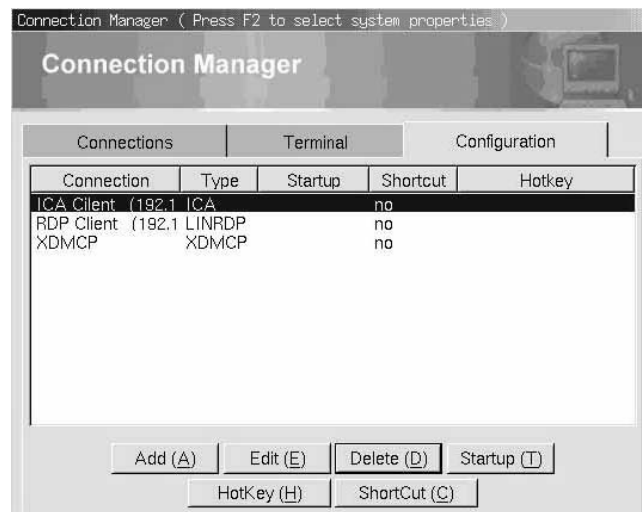 Connection Manager ( Press F2 to select system properties )
Connection Manager
Connections Terminal Configuration
Connection Type Startup Shortcut Hotkey
ICA Cilent (192.1 ICA no
RDP Client (192.1 LINRDP no
XDMCP XDMCP no
Add (A) Edit (E) Delete (D) Startup (T)
HotKey (H) ShortCut (C)